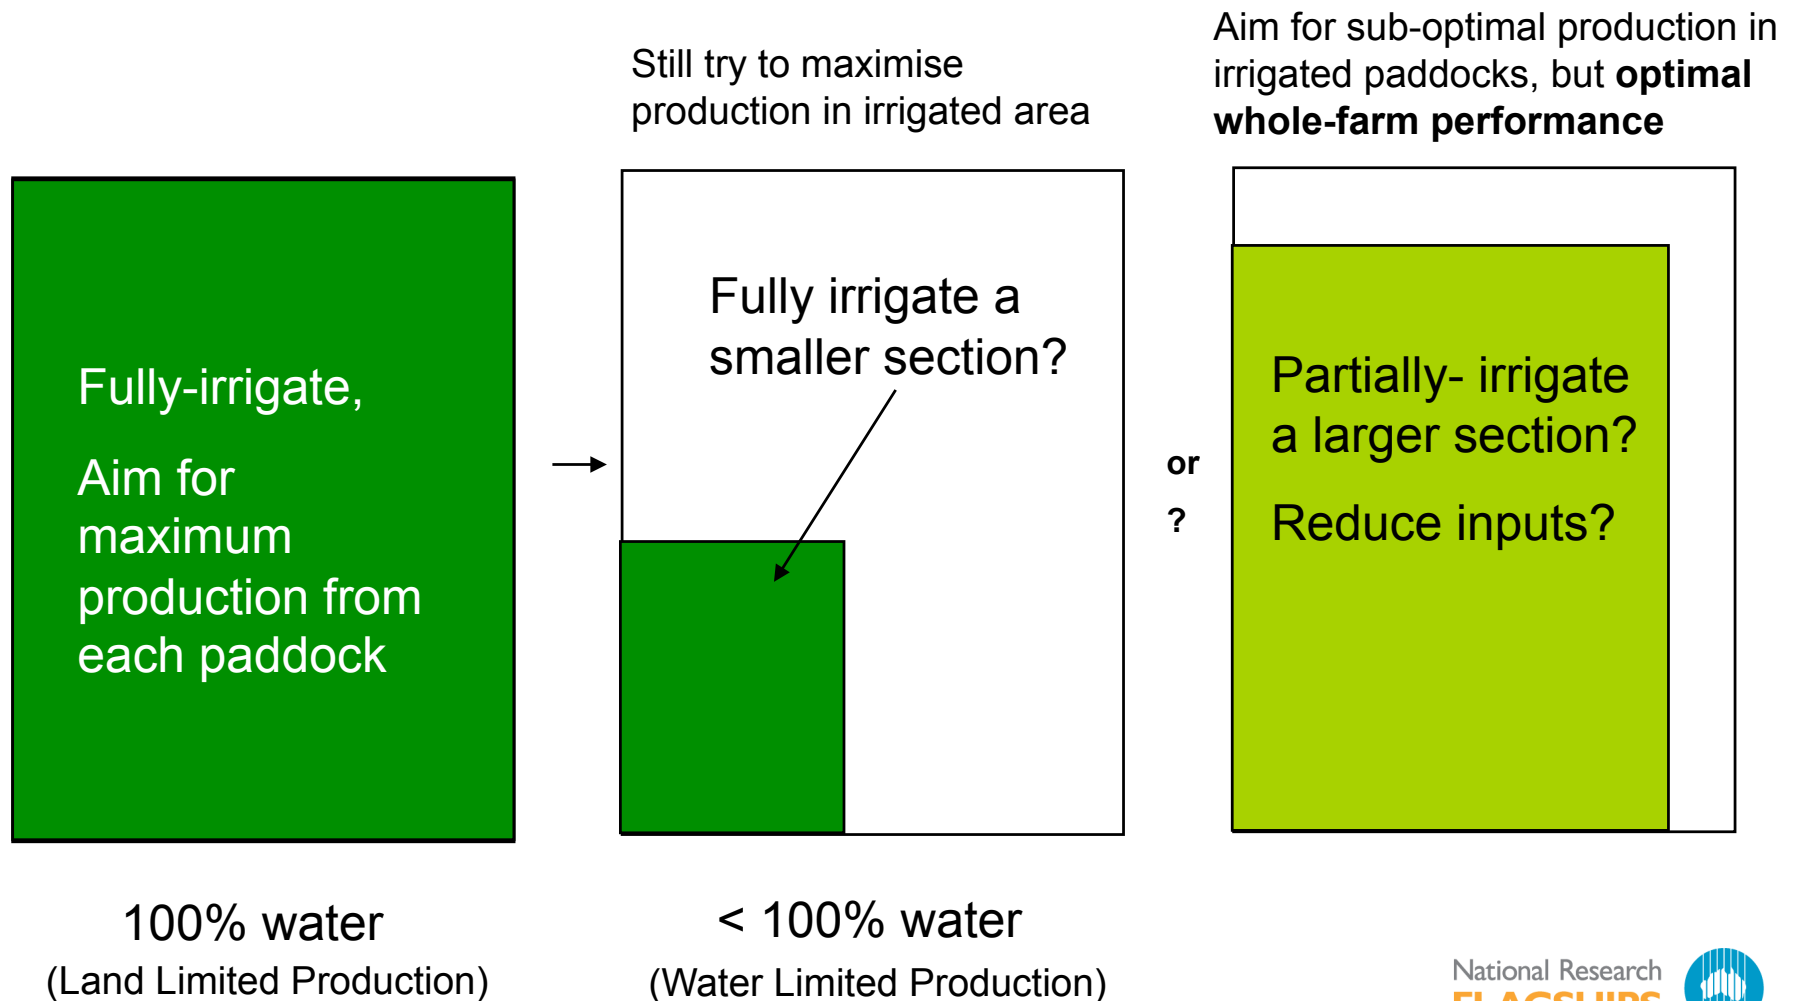 Still try to maximise
production in irrigated area
Aim for sub-optimal production in
irrigated paddocks, but optimal
whole-farm performance
Fully-irrigate,
Aim for
maximum
production from
each paddock
Fully irrigate a
smaller section?
or
?
Partially- irrigate
a larger section?
Reduce inputs?
100% water
(Land Limited Production)
< 100% water
(Water Limited Production)
National Research
FLAGSHIPS